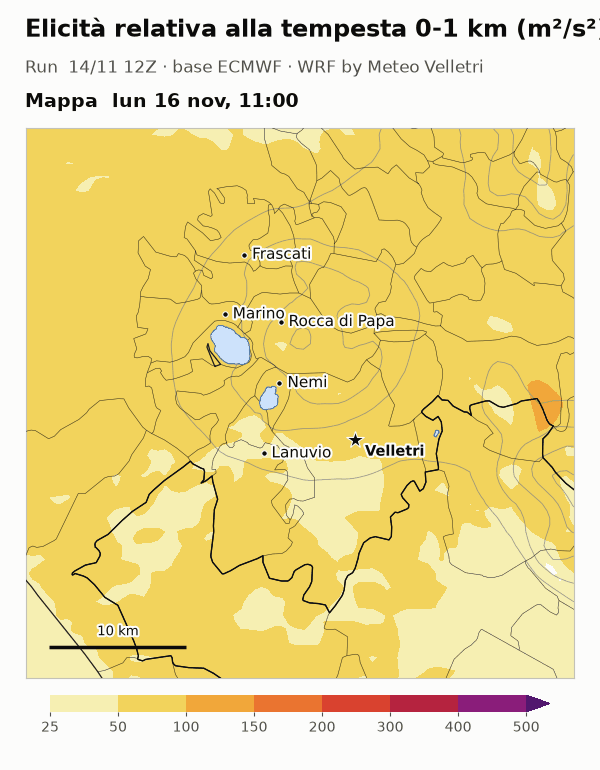 Elicità relativa alla tempesta 0-1 km (m²/s²)
Run 14/11 12Z · base ECMWF · WRF by Meteo Velletri
Mappa lun 16 nov, 11:00
Frascati
Marino
Rocca di Papa
Nemi
Velletri
Lanuvio
10 km
25 50 100 150 200 300 400 500